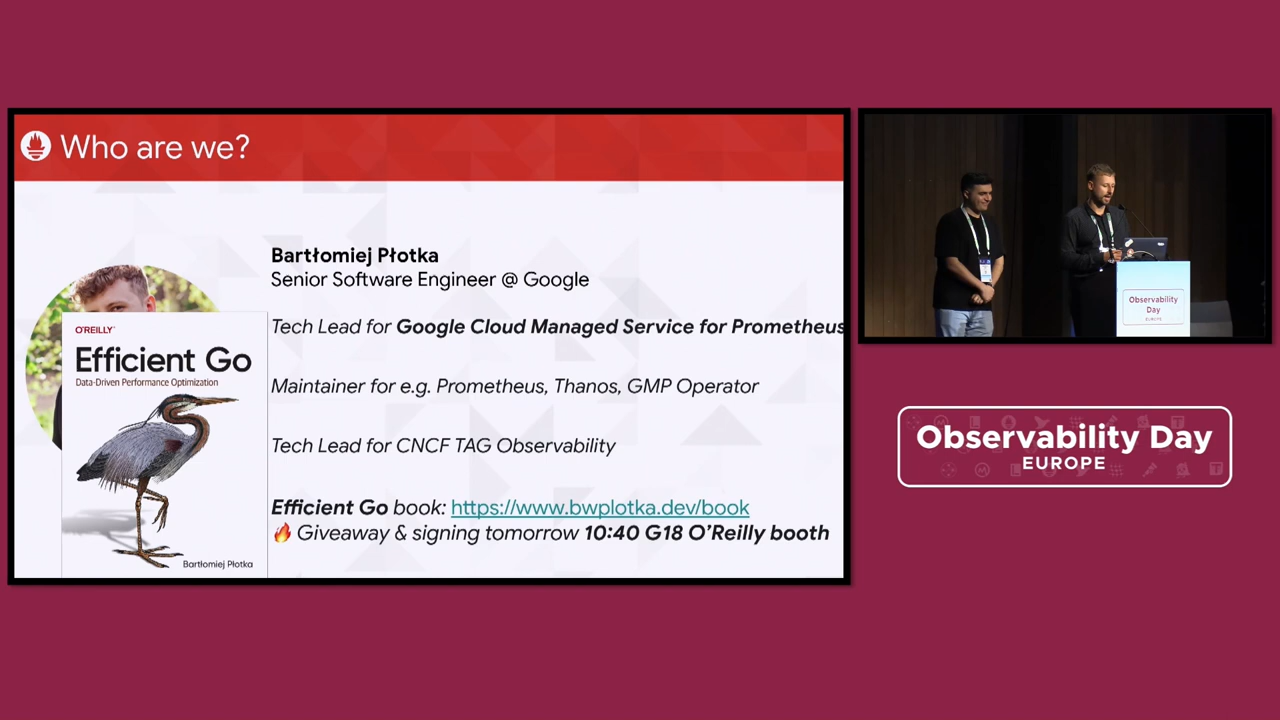 Who are we?
Bartłomiej Płotka
Senior Software Engineer @ Google
Tech Lead for Google Cloud Managed Service for Prometheus
Maintainer for e.g. Prometheus, Thanos, GMP Operator
Tech Lead for CNCF TAG Observability
Efficient Go book: https://www.bwplotka.dev/book
🔥 Giveaway & signing tomorrow 10:40 G18 O'Reilly booth
O'REILLY
Efficient Go
Data-Driven Performance Optimization
Bartłomiej Płotka
Observability
Day
EUROPE
Observability Day
EUROPE